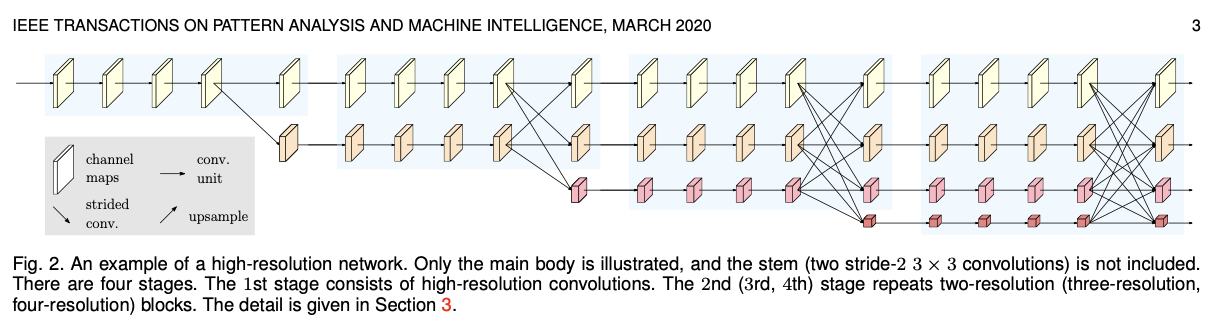 IEEE TRANSACTIONS ON PATTERN ANALYSIS AND MACHINE INTELLIGENCE, MARCH 2020 3
channel maps
conv. unit
strided conv.
upsample
Fig. 2. An example of a high-resolution network. Only the main body is illustrated, and the stem (two stride-2 3 × 3 convolutions) is not included.
There are four stages. The 1st stage consists of high-resolution convolutions. The 2nd (3rd, 4th) stage repeats two-resolution (three-resolution,
four-resolution) blocks. The detail is given in Section 3.